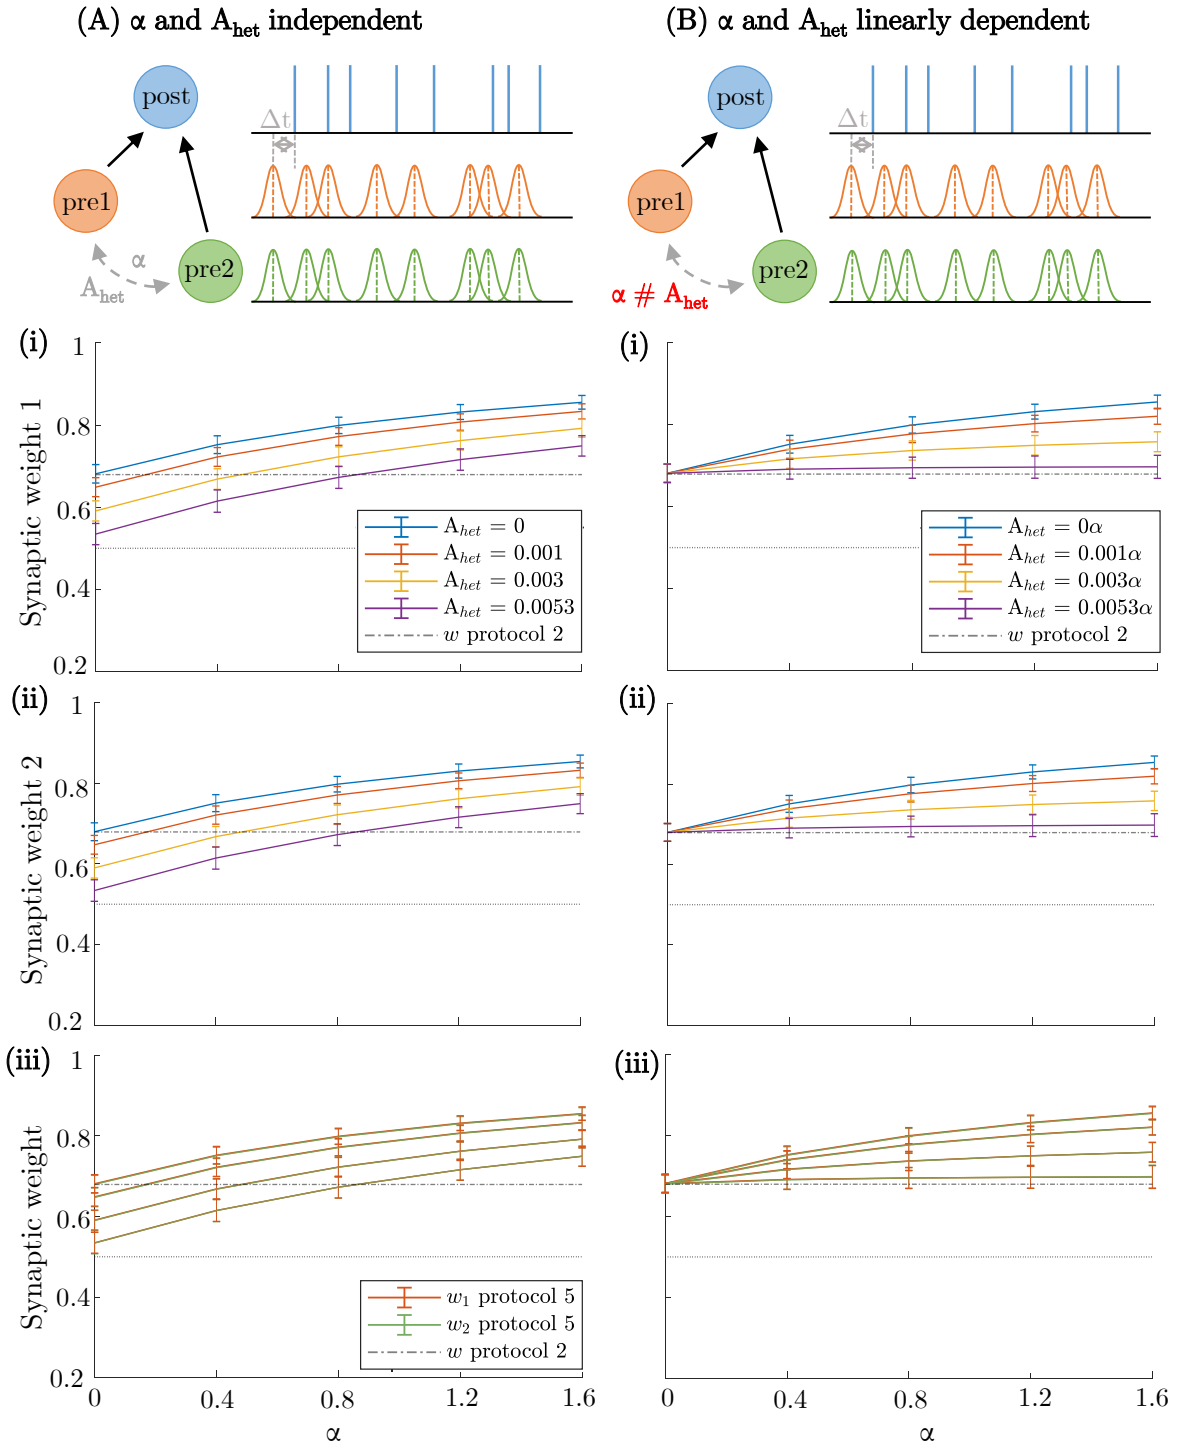 (A) α and Ahet independent
(B) α and Ahet linearly dependent
post
Δt
pre1
α
pre2
Ahet
post
Δt
pre1
pre2
α # Ahet
(i)
1
0.8
0.6
0.4
0.2
Synaptic weight 1
Ahet = 0
Ahet = 0.001
Ahet = 0.003
Ahet = 0.0053
w protocol 2
(i)
Ahet = 0α
Ahet = 0.001α
Ahet = 0.003α
Ahet = 0.0053α
w protocol 2
(ii)
1
0.8
0.6
0.4
0.2
Synaptic weight 2
(ii)
(iii)
1
0.8
0.6
0.4
0.2
Synaptic weight
w1 protocol 5
w2 protocol 5
w protocol 2
0 0.4 0.8 1.2 1.6
α
(iii)
0 0.4 0.8 1.2 1.6
α